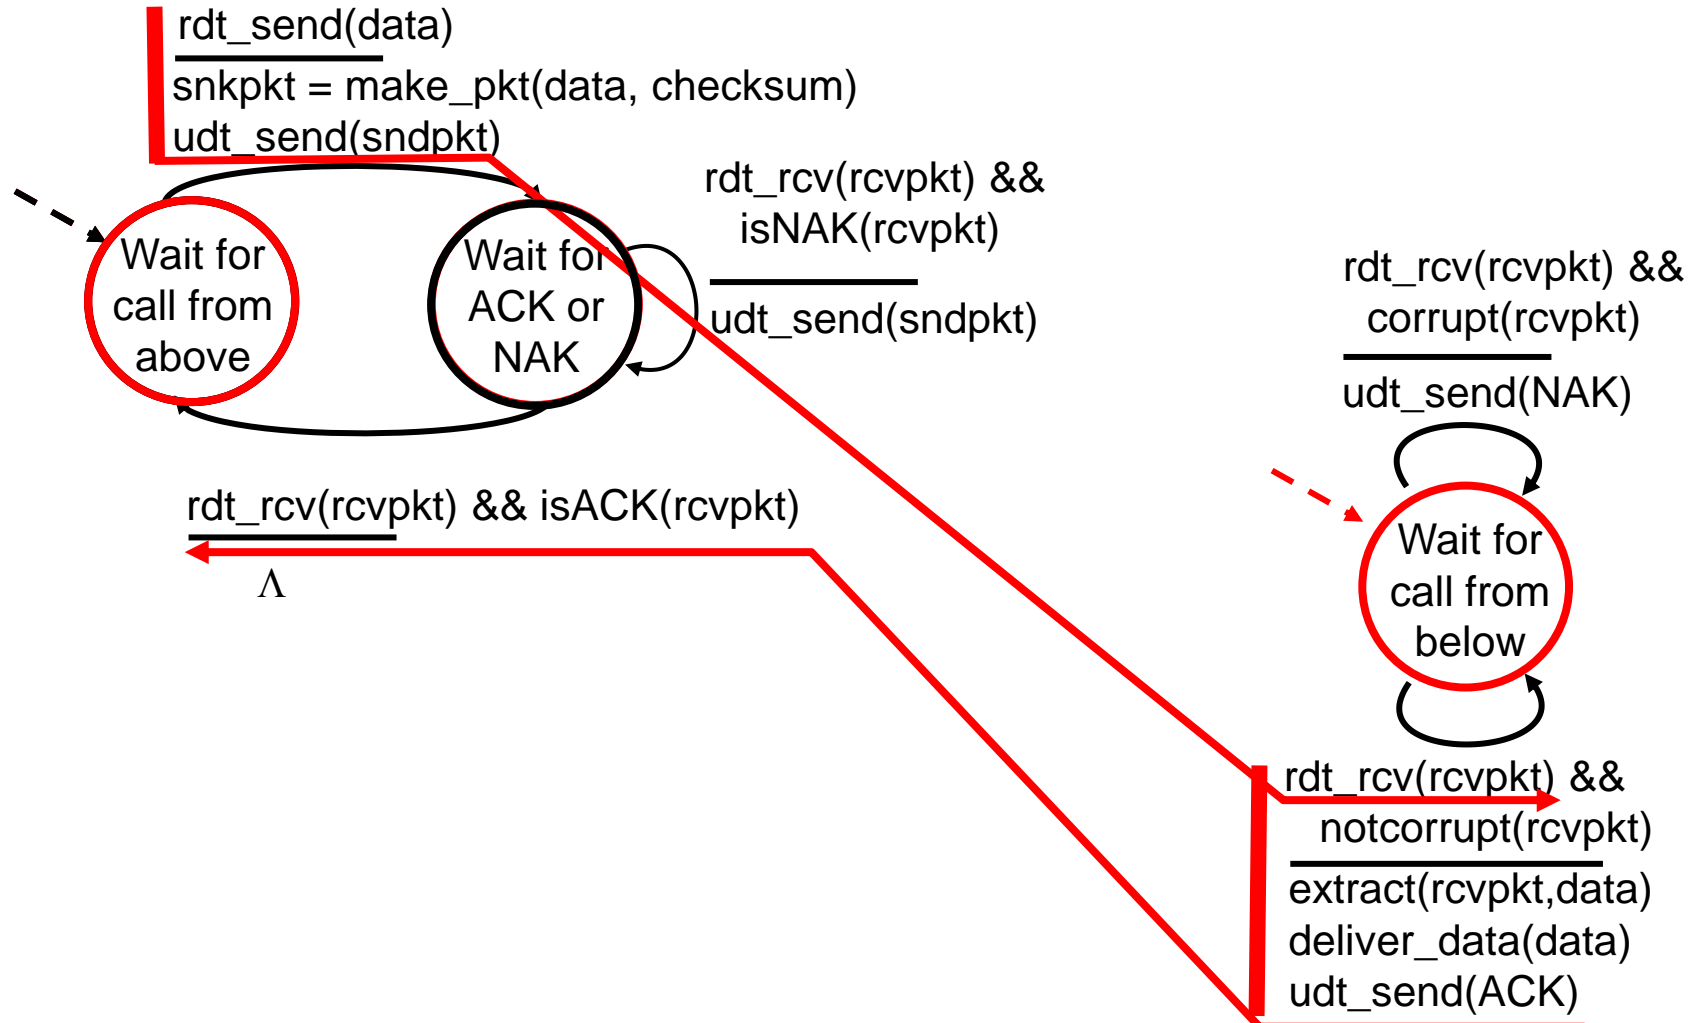 rdt_send(data)
snkpkt = make_pkt(data, checksum)
udt_send(sndpkt)
rdt_rcv(rcvpkt) &&
isNAK(rcvpkt)
udt_send(sndpkt)
Wait for
call from
above
Wait for
ACK or
NAK
rdt_rcv(rcvpkt) && isACK(rcvpkt)
Λ
rdt_rcv(rcvpkt) &&
corrupt(rcvpkt)
udt_send(NAK)
Wait for
call from
below
rdt_rcv(rcvpkt) &&
notcorrupt(rcvpkt)
extract(rcvpkt,data)
deliver_data(data)
udt_send(ACK)